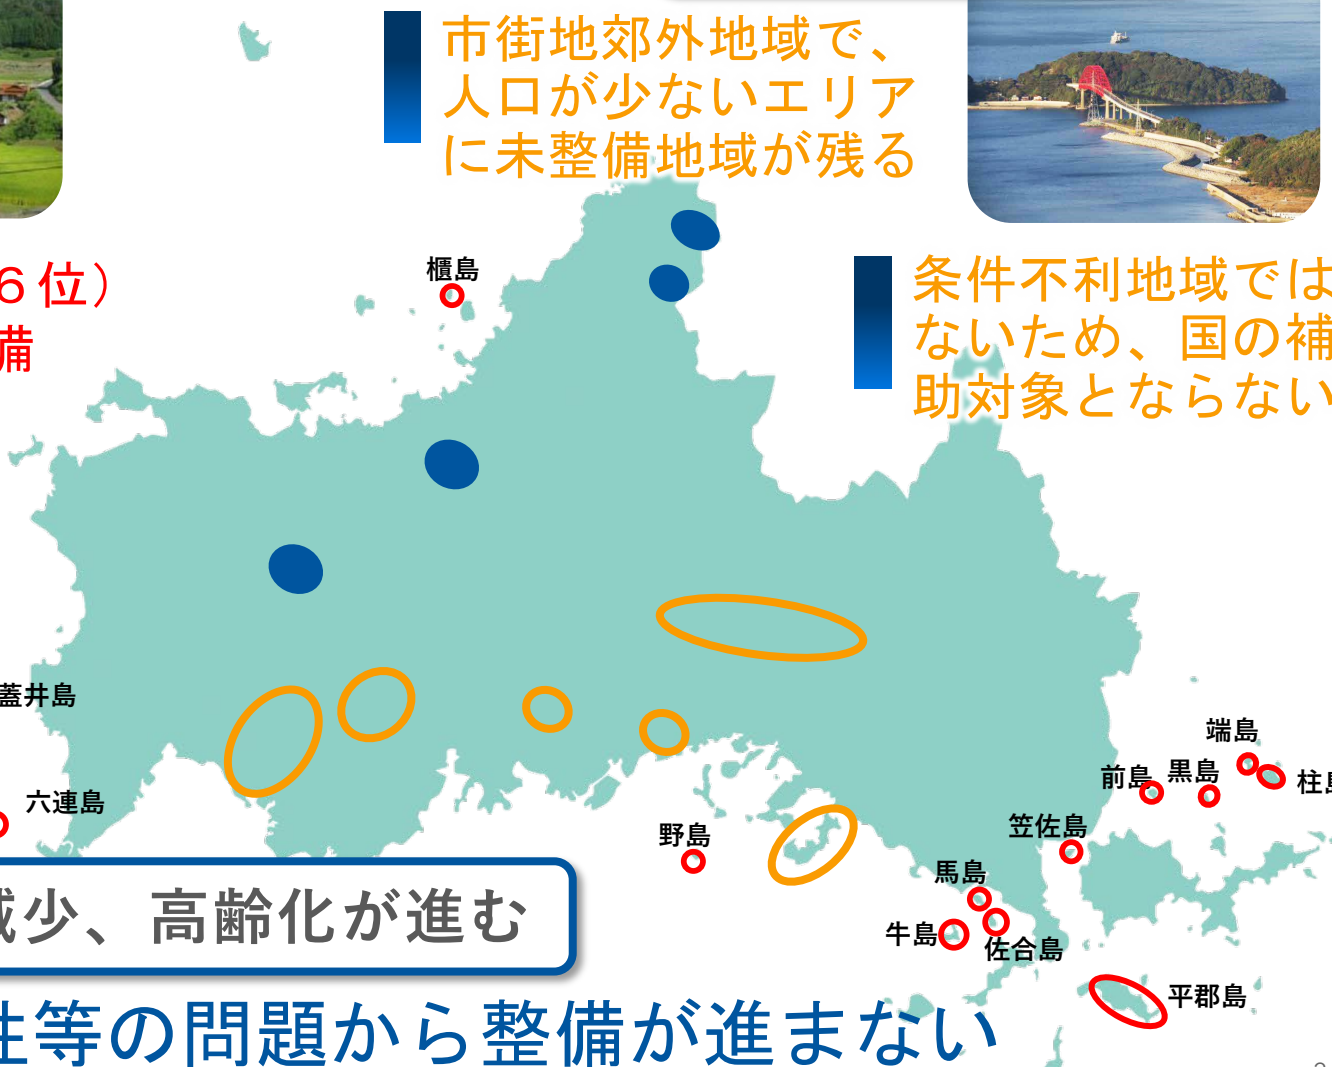 市街地郊外地域で、
人口が少ないエリア
に未整備地域が残る
６位）
備
櫃島
条件不利地域では
ないため、国の補
助対象とならない
蓋井島
六連島
端島
前島
黒島
柱島
笠佐島
野島
馬島
牛島
佐合島
平郡島
減少、高齢化が進む
性等の問題から整備が進まない